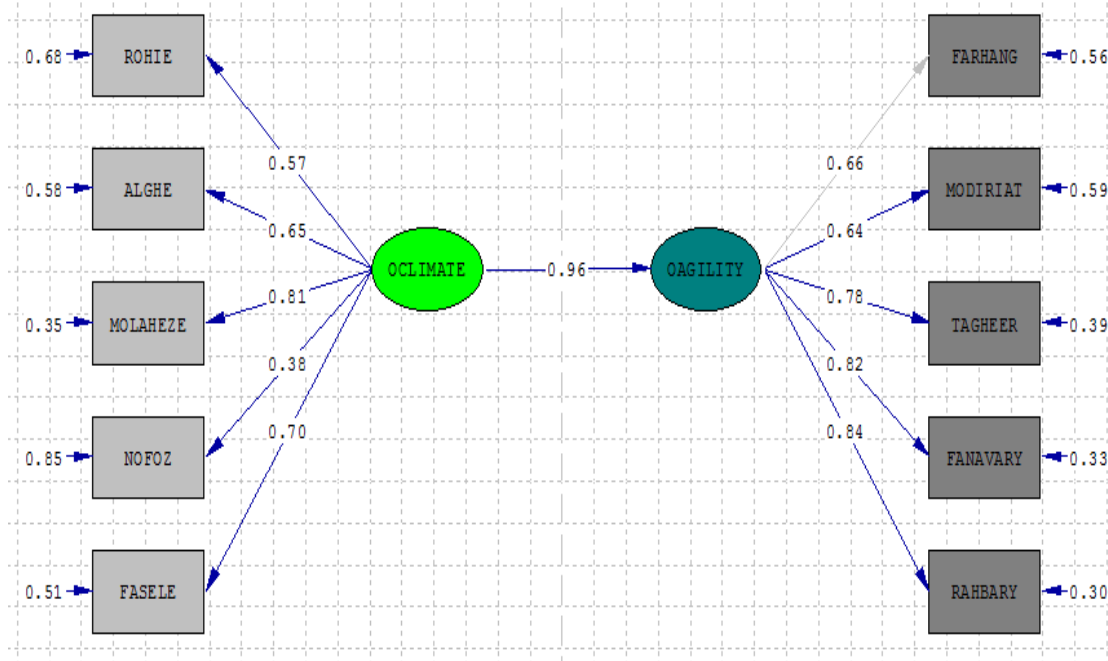 0.68 ROHIE 0.57 0.66 FARHANG 0.56
0.58 ALGHE 0.65 0.64 MODIRIAT 0.59
OCLIMATE 0.96 OAGILITY
0.35 MOLAHEZE 0.81 0.78 TAGHEER 0.39
0.85 NOFOZ 0.38 0.82 FANAVARY 0.33
0.51 FASELE 0.70 0.84 RAHBARY 0.30